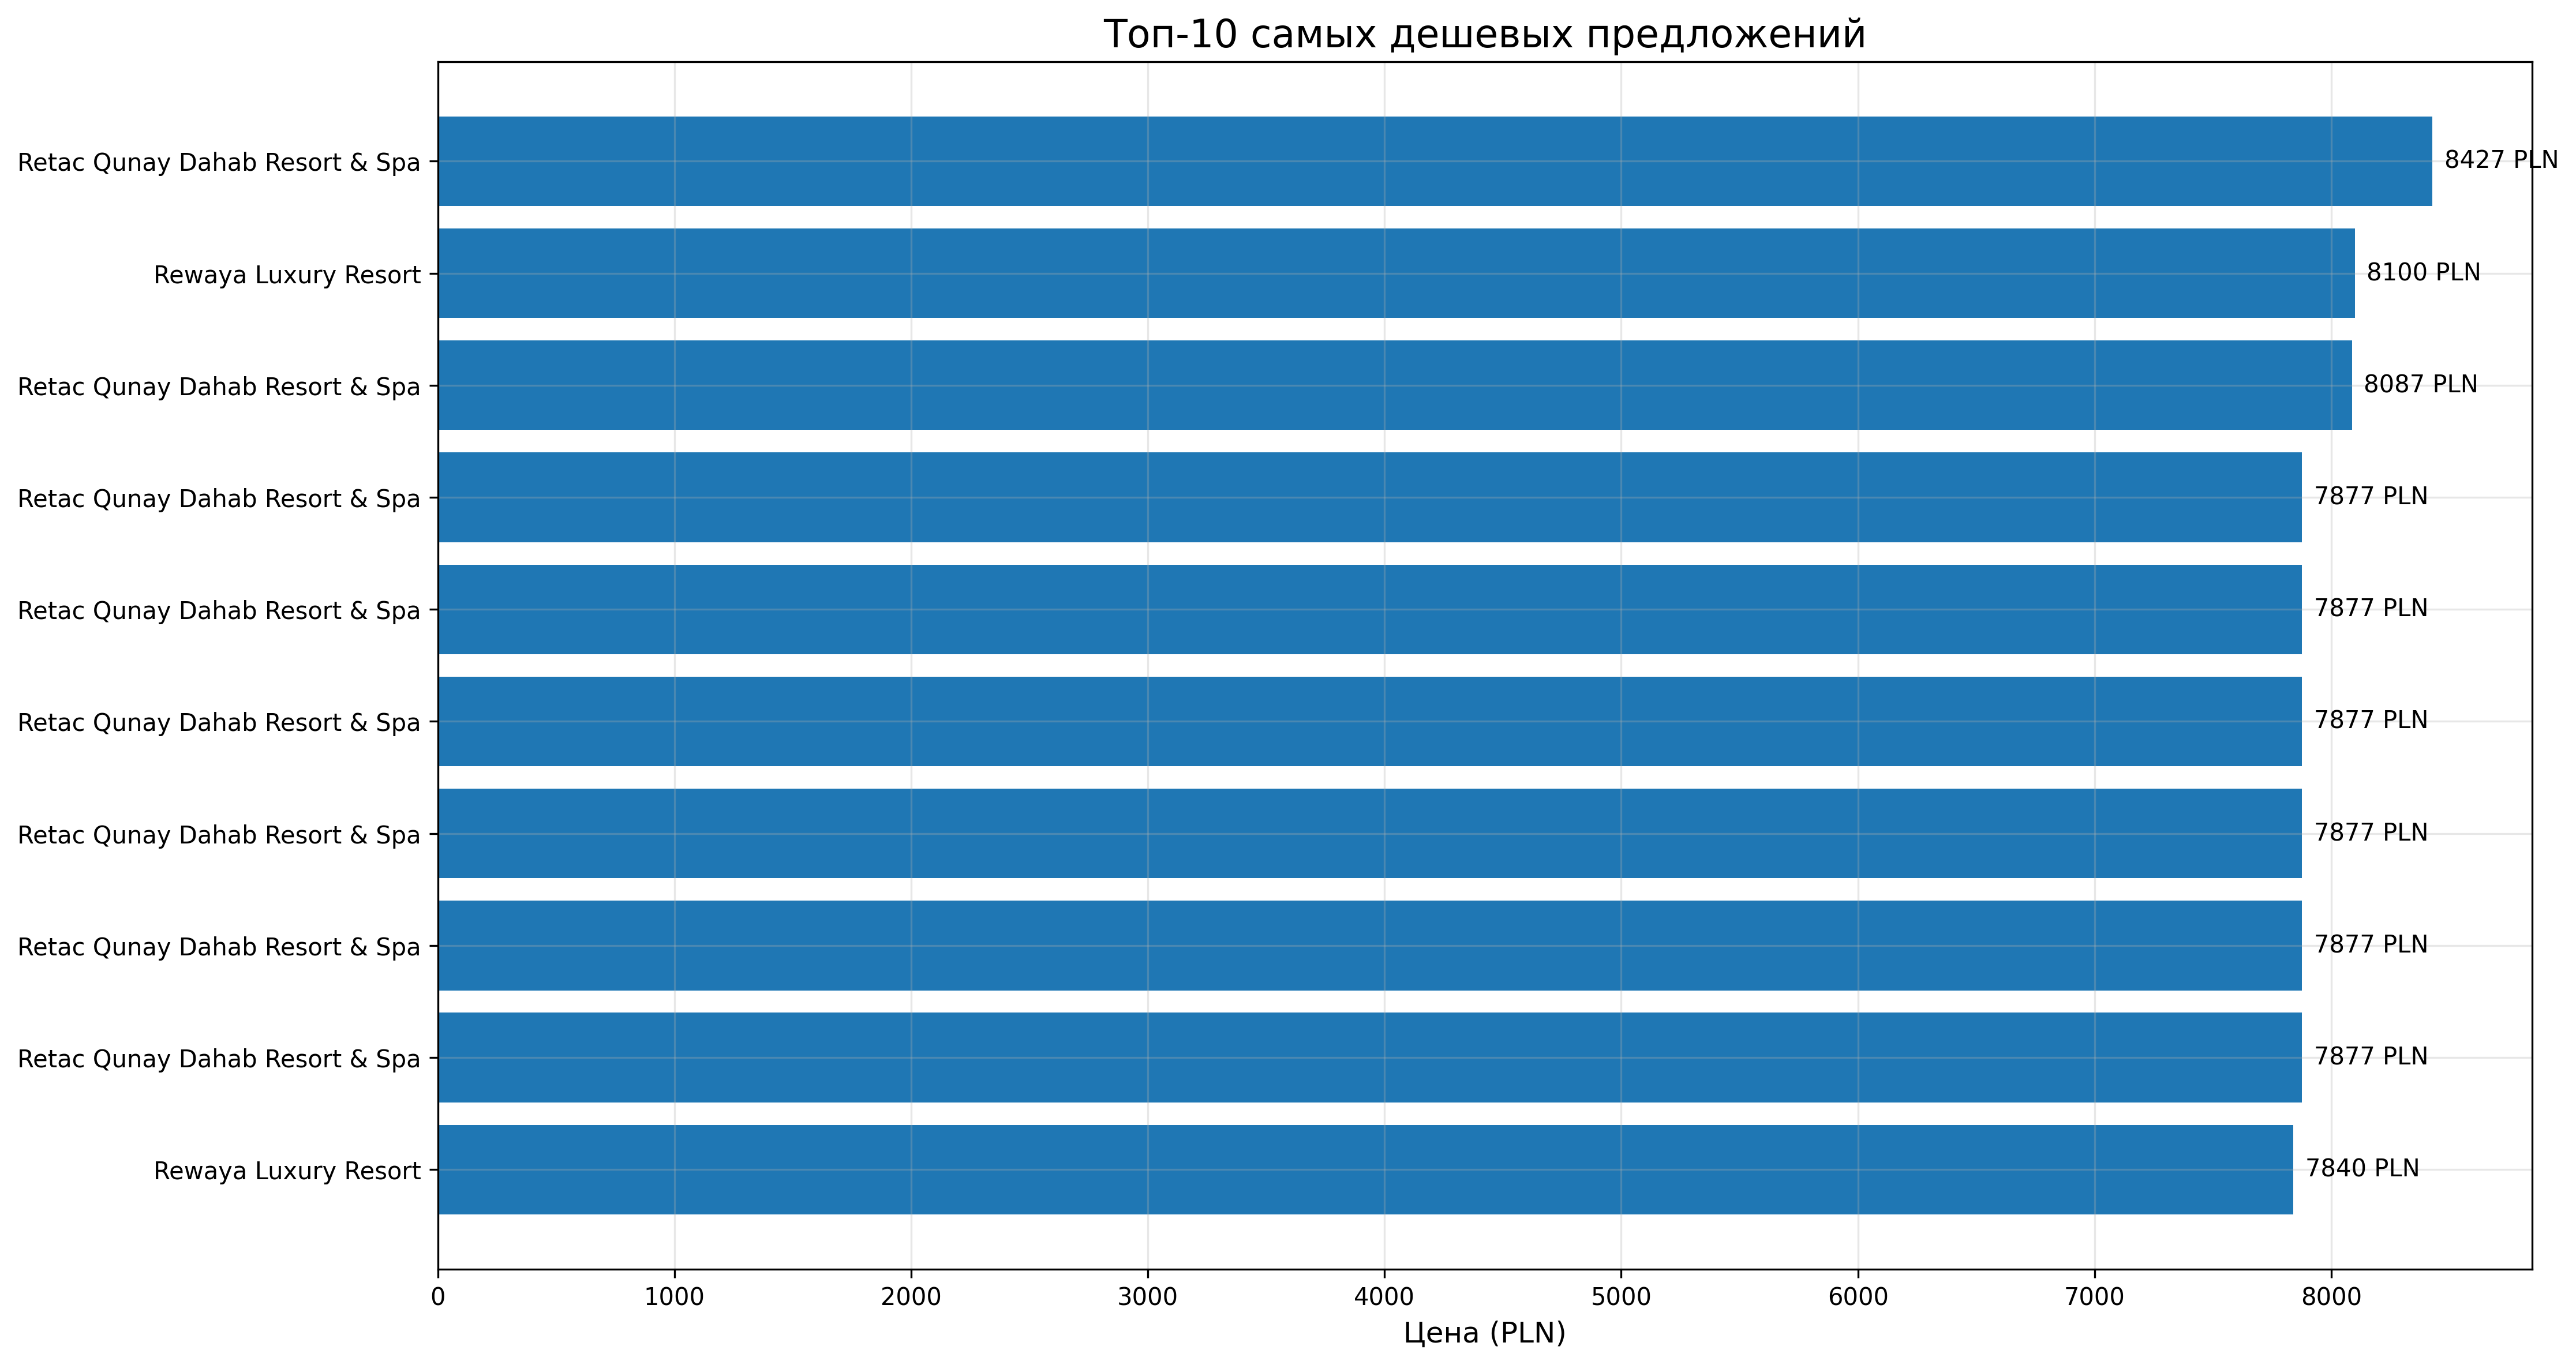 Топ-10 самых дешевых предложений
Retac Qunay Dahab Resort & Spa 8427 PLN
Rewaya Luxury Resort 8100 PLN
Retac Qunay Dahab Resort & Spa 8087 PLN
Retac Qunay Dahab Resort & Spa 7877 PLN
Retac Qunay Dahab Resort & Spa 7877 PLN
Retac Qunay Dahab Resort & Spa 7877 PLN
Retac Qunay Dahab Resort & Spa 7877 PLN
Retac Qunay Dahab Resort & Spa 7877 PLN
Retac Qunay Dahab Resort & Spa 7877 PLN
Rewaya Luxury Resort 7840 PLN
0 1000 2000 3000 4000 5000 6000 7000 8000
Цена (PLN)